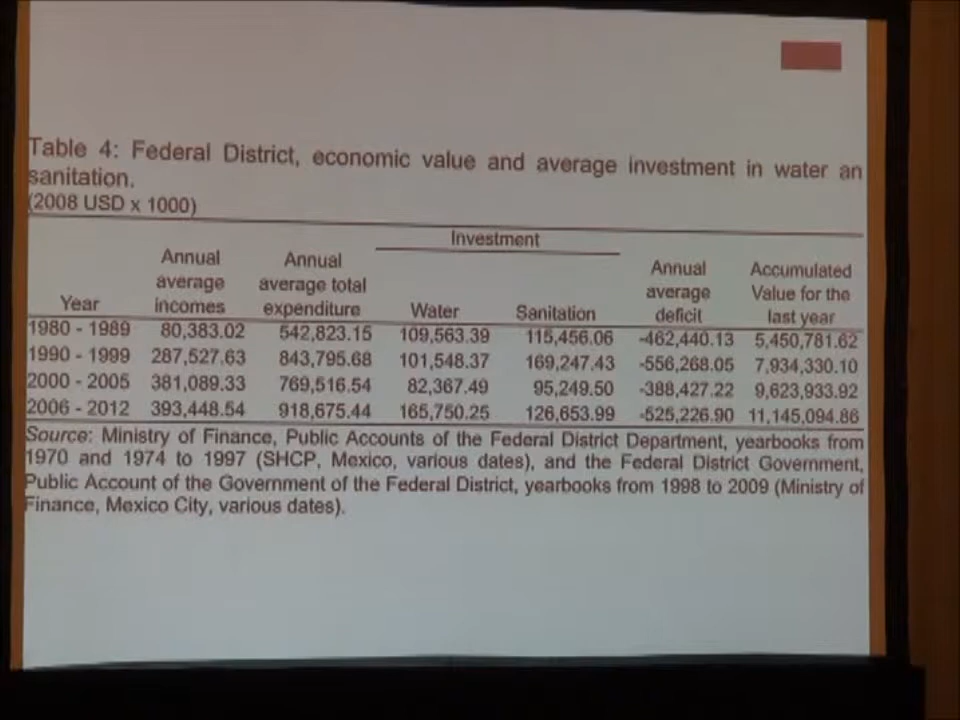 Table 4: Federal District, economic value and average investment in water an
sanitation.
(2008 USD x 1000)
Investment
Year Annual average incomes Annual average total expenditure Water Sanitation Annual average deficit Accumulated Value for the last year
1980 - 1989 80,383.02 542,823.15 109,563.39 115,456.06 -462,440.13 5,450,781.62
1990 - 1999 287,527.63 843,795.68 101,548.37 169,247.43 -556,268.05 7,934,330.10
2000 - 2005 381,089.33 769,516.54 82,367.49 95,249.50 -388,427.22 9,623,933.92
2006 - 2012 393,448.54 918,675.44 165,750.25 126,653.99 -525,226.90 11,145,094.86
Source: Ministry of Finance, Public Accounts of the Federal District Department, yearbooks from
1970 and 1974 to 1997 (SHCP, Mexico, various dates), and the Federal District Government,
Public Account of the Government of the Federal District, yearbooks from 1998 to 2009 (Ministry of
Finance, Mexico City, various dates).